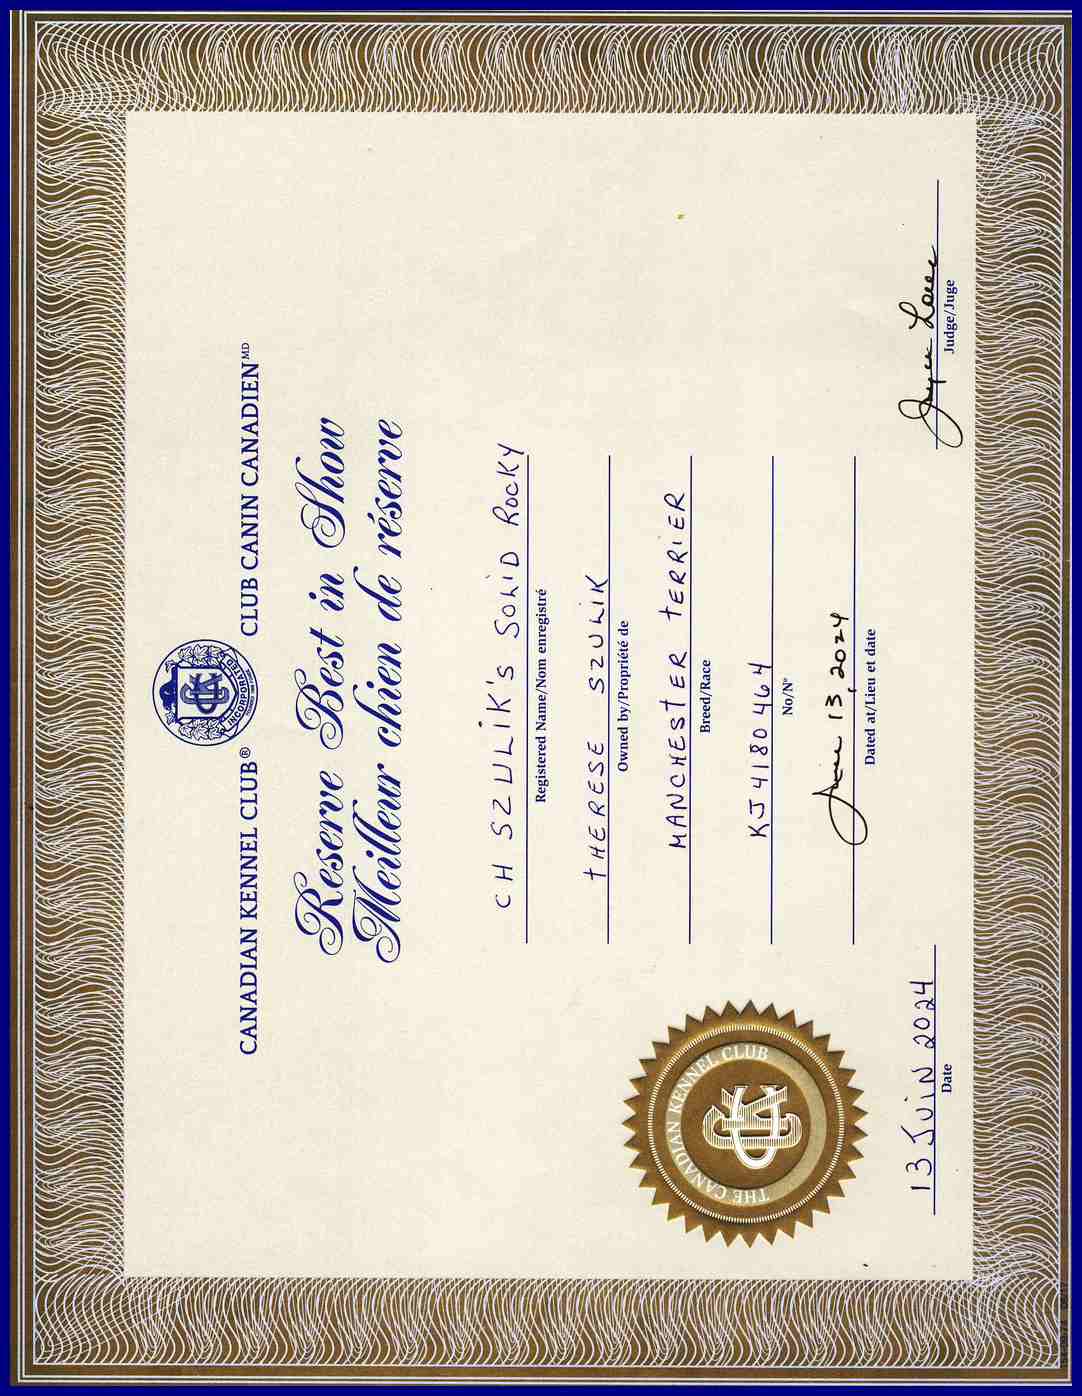 CANADIAN KENNEL CLUB® CLUB CANIN CANADIEN MD
INCORPORATED
Reserve Best in Show
Meilleur chien de réserve
CH SZULIK'S SOLID ROCKY
Registered Name/Nom enregistré
THERESE SZULIK
Owned by/Propriété de
MANCHESTER TERRIER
Breed/Race
KJ4180464
No/N°
June 13, 2024
Dated at/Lieu et date
THE CANADIAN KENNEL CLUB
CKC
13 JUIN 2024
Date
Joyce
Judge/Juge